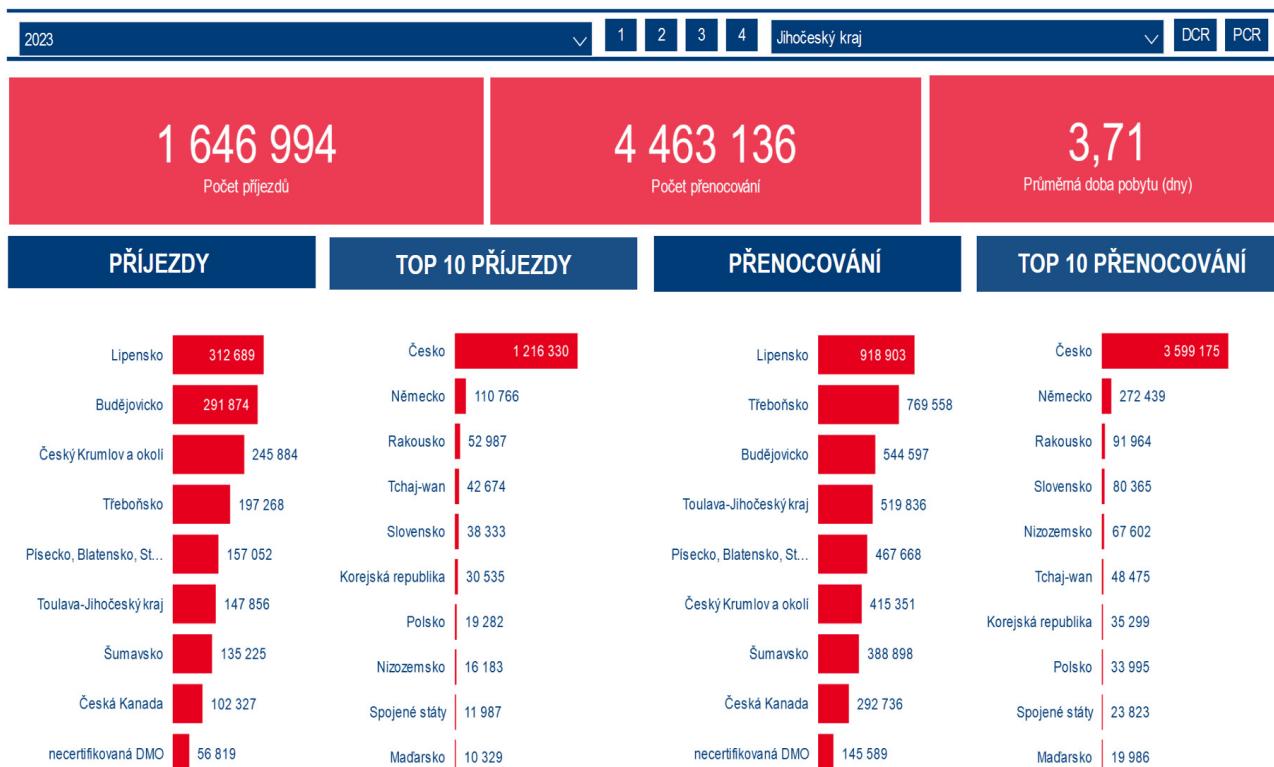 2023 1 2 3 4 Jihočeský kraj DCR PCR
1 646 994
Počet příjezdů
4 463 136
Počet přenocování
3,71
Průměrná doba pobytu (dny)
PŘÍJEZDY
Lipensko 312 689
Budějovicko 291 874
Český Krumlov a okolí 245 884
Třeboňsko 197 268
Písecko, Blatensko, St... 157 052
Toulava-Jihočeský kraj 147 856
Šumavsko 135 225
Česká Kanada 102 327
necertifikovaná DMO 56 819
TOP 10 PŘÍJEZDY
Česko 1 216 330
Německo 110 766
Rakousko 52 987
Tchaj-wan 42 674
Slovensko 38 333
Korejská republika 30 535
Polsko 19 282
Nizozemsko 16 183
Spojené státy 11 987
Maďarsko 10 329
PŘENOCOVÁNÍ
Lipensko 918 903
Třeboňsko 769 558
Budějovicko 544 597
Toulava-Jihočeský kraj 519 836
Písecko, Blatensko, St... 467 668
Český Krumlov a okolí 415 351
Šumavsko 388 898
Česká Kanada 292 736
necertifikovaná DMO 145 589
TOP 10 PŘENOCOVÁNÍ
Česko 3 599 175
Německo 272 439
Rakousko 91 964
Slovensko 80 365
Nizozemsko 67 602
Tchaj-wan 48 475
Korejská republika 35 299
Polsko 33 995
Spojené státy 23 823
Maďarsko 19 986